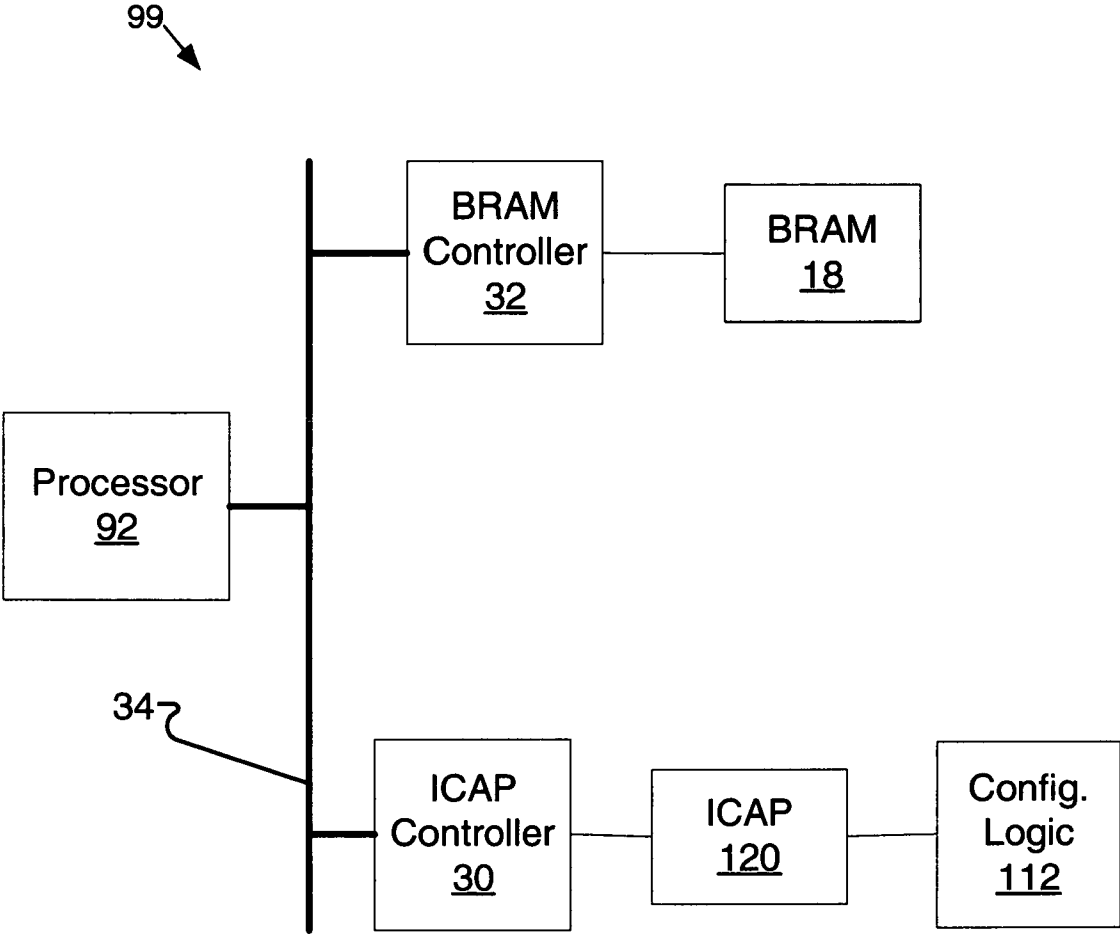 99
BRAM
Controller
32
BRAM
18
Processor
92
34
ICAP
Controller
30
ICAP
120
Config.
Logic
112